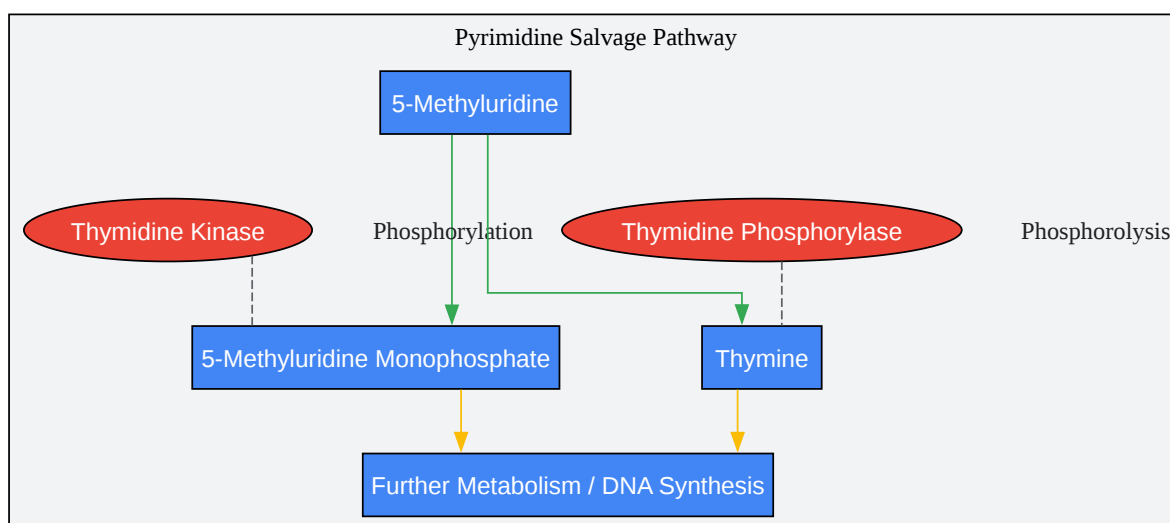 Pyrimidine Salvage Pathway
5-Methyluridine
Thymidine Kinase
Phosphorylation
Thymidine Phosphorylase
Phosphorolysis
5-Methyluridine Monophosphate
Thymine
Further Metabolism / DNA Synthesis